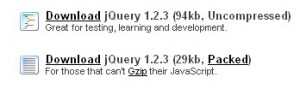 Download jQuery 1.2.3 (94kb, Uncompressed)
Great for testing, learning and development.
Download jQuery 1.2.3 (29kb, Packed)
For those that can't Gzip their JavaScript.